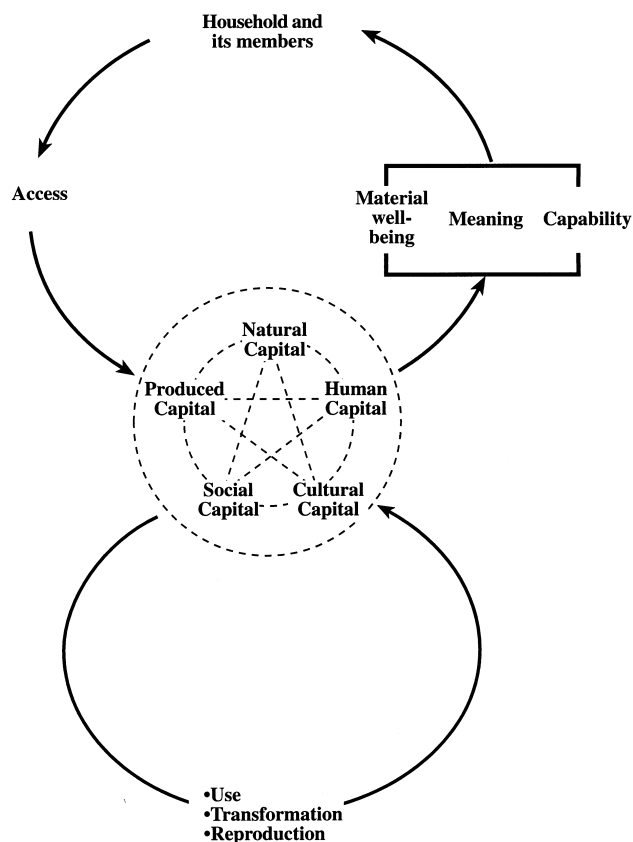 Household and
its members
Access
Material
well-
being
Meaning
Capability
Natural
Capital
Produced
Capital
Human
Capital
Social
Capital
Cultural
Capital
•Use
•Transformation
•Reproduction